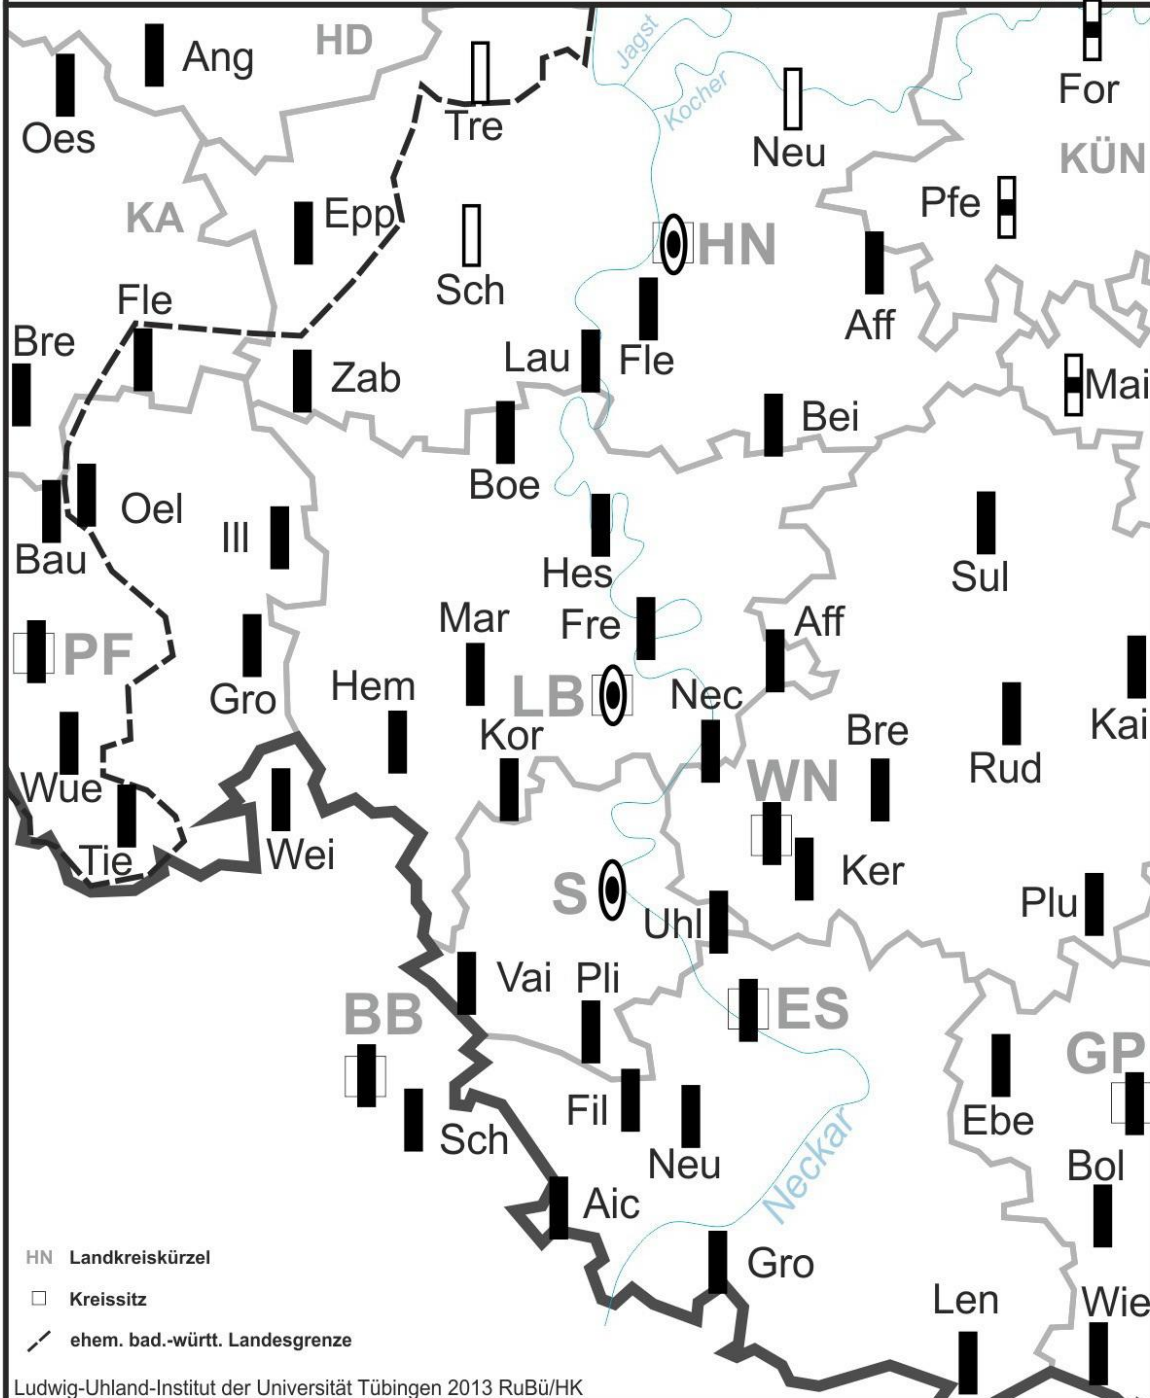 Jagst
HD
Ang
For
Kocher
Oes
Tre
Neu
KÜN
Pfe
Epp
KA
HN
Sch
Fle
Aff
Bre
Lau
Fle
Zab
Mai
Bei
Boe
Oel
Ill
Bau
Hes
Sul
Mar
Fre
Aff
PF
Hem
LB
Nec
Gro
Kai
Kor
Bre
Rud
WN
Wue
Tie
Wei
Ker
S
Uhl
Plu
Vai
Pli
BB
ES
GP
Fil
Ebe
Sch
Neu
Neckar
Bol
Aic
HN Landkreiskürzel
Gro
Kreissitz
Len
Wie
ehem. bad.-württ. Landesgrenze
Ludwig-Uhland-Institut der Universität Tübingen 2013 RuBü/HK